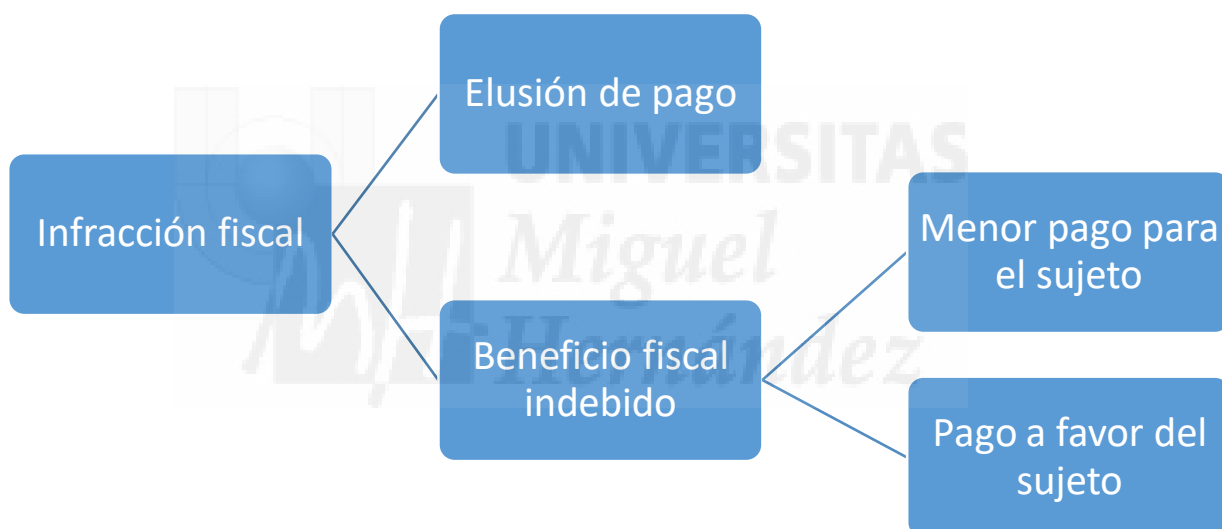 Elusión de pago
UNIVERSITAS
Miguel
Hernández
Infracción fiscal
Beneficio fiscal
indebido
Menor pago para
el sujeto
Pago a favor del
sujeto